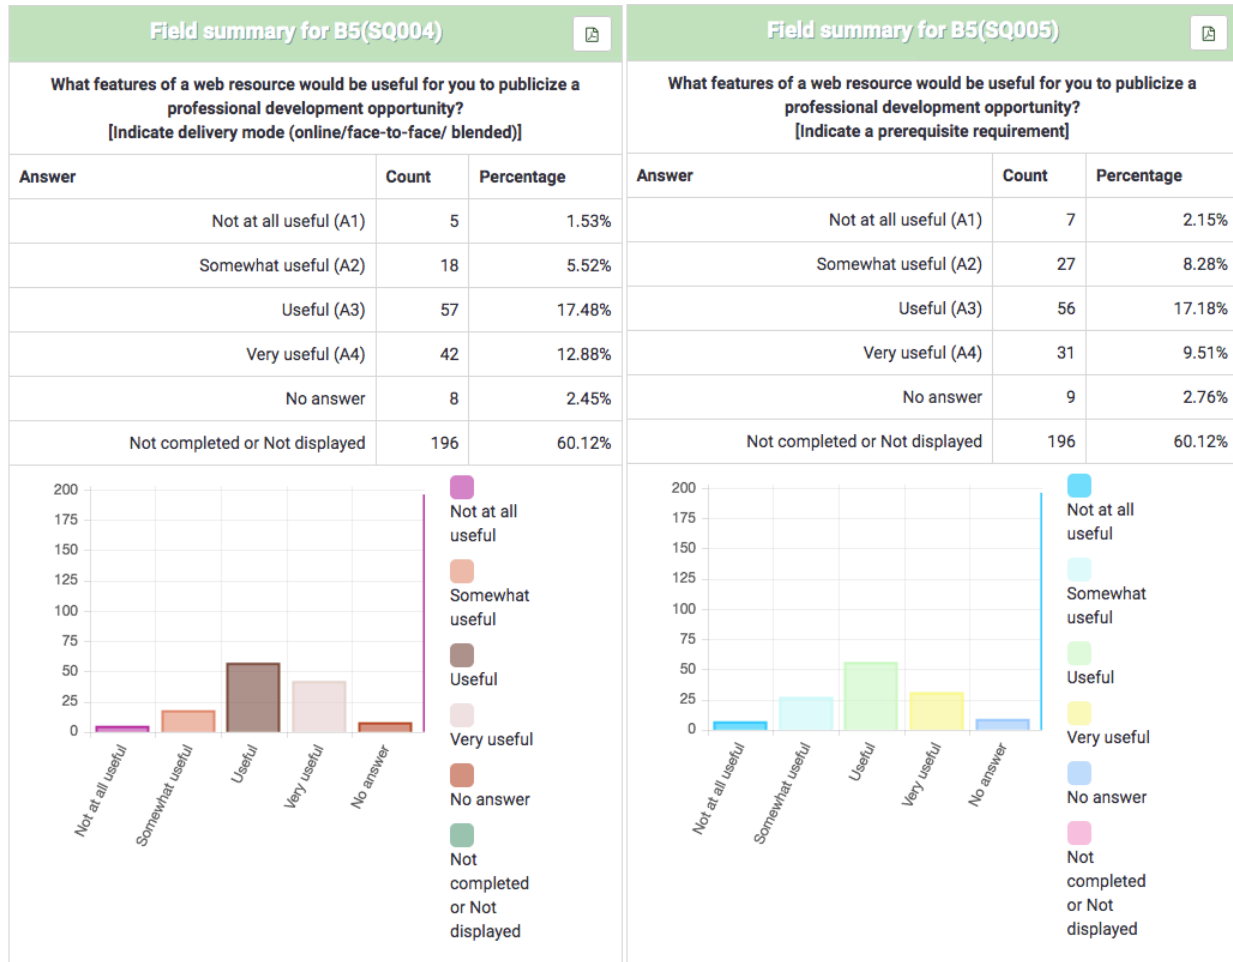 Field summary for B5(SQ004)
What features of a web resource would be useful for you to publicize a
professional development opportunity?
[Indicate delivery mode (online/face-to-face/ blended)]
Answer Count Percentage
Not at all useful (A1) 5 1.53%
Somewhat useful (A2) 18 5.52%
Useful (A3) 57 17.48%
Very useful (A4) 42 12.88%
No answer 8 2.45%
Not completed or Not displayed 196 60.12%
200
175
150
125
100
75
50
25
0
Not at all useful
Somewhat useful
Useful
Very useful
No answer
Not at all
useful
Somewhat
useful
Useful
Very useful
No answer
Not
completed
or Not
displayed
Field summary for B5(SQ005)
What features of a web resource would be useful for you to publicize a
professional development opportunity?
[Indicate a prerequisite requirement]
Answer Count Percentage
Not at all useful (A1) 7 2.15%
Somewhat useful (A2) 27 8.28%
Useful (A3) 56 17.18%
Very useful (A4) 31 9.51%
No answer 9 2.76%
Not completed or Not displayed 196 60.12%
200
175
150
125
100
75
50
25
0
Not at all useful
Somewhat useful
Useful
Very useful
No answer
Not at all
useful
Somewhat
useful
Useful
Very useful
No answer
Not
completed
or Not
displayed